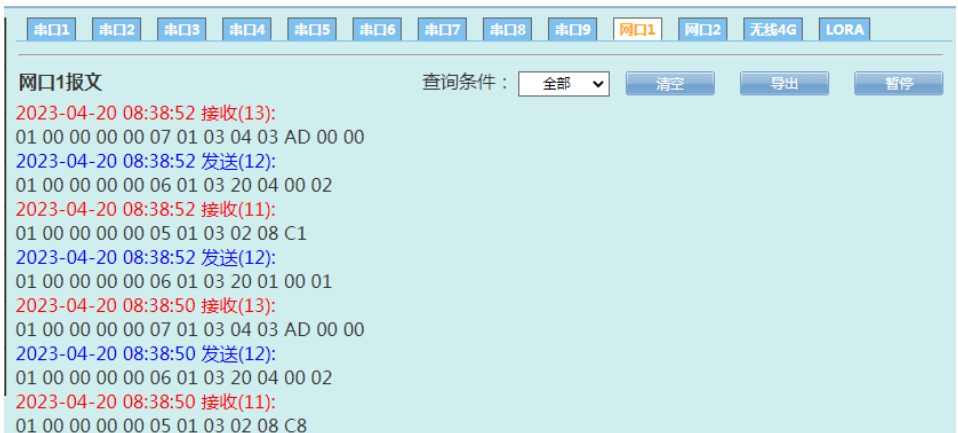 串口1 串口2 串口3 串口4 串口5 串口6 串口7 串口8 串口9 网口1 网口2 无线4G LORA
网口1报文 查询条件： 全部 清空 导出 暂停
2023-04-20 08:38:52 接收(13):
01 00 00 00 00 07 01 03 04 03 AD 00 00
2023-04-20 08:38:52 发送(12):
01 00 00 00 00 06 01 03 20 04 00 02
2023-04-20 08:38:52 接收(11):
01 00 00 00 00 05 01 03 02 08 C1
2023-04-20 08:38:52 发送(12):
01 00 00 00 00 06 01 03 20 01 00 01
2023-04-20 08:38:50 接收(13):
01 00 00 00 00 07 01 03 04 03 AD 00 00
2023-04-20 08:38:50 发送(12):
01 00 00 00 00 06 01 03 20 04 00 02
2023-04-20 08:38:50 接收(11):
01 00 00 00 00 05 01 03 02 08 C8